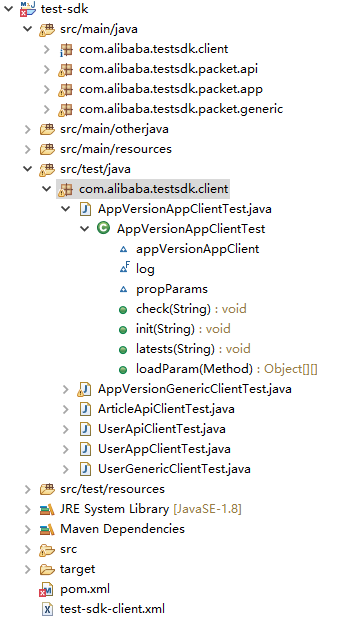 test-sdk
src/main/java
com.alibaba.testsdk.client
com.alibaba.testsdk.packet.api
com.alibaba.testsdk.packet.app
com.alibaba.testsdk.packet.generic
src/main/otherjava
src/main/resources
src/test/java
com.alibaba.testsdk.client
AppVersionAppClientTest.java
AppVersionAppClientTest
appVersionAppClient
log
propParams
check(String) : void
init(String) : void
latests(String) : void
loadParam(Method) : Object[][]
AppVersionGenericClientTest.java
ArticleApiClientTest.java
UserApiClientTest.java
UserAppClientTest.java
UserGenericClientTest.java
src/test/resources
JRE System Library [JavaSE-1.8]
Maven Dependencies
src
target
pom.xml
test-sdk-client.xml